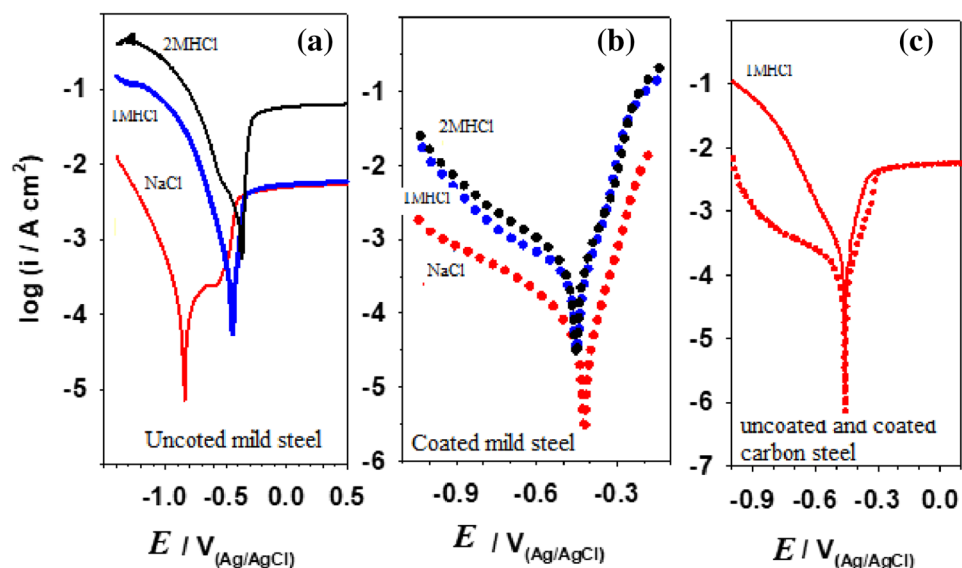 (a)
2MHCl
1MHCl
NaCl
-1
-2
-3
-4
-5
log (i / A cm2)
Uncoted mild steel
-1.0
-0.5
0.0
0.5
E / V(Ag/AgCl)
(b)
2MHCl
1MHCl
NaCl
-1
-2
-3
-4
-5
-6
Coated mild steel
-0.9
-0.6
-0.3
E / V(Ag/AgCl)
(c)
1MHCl
-1
-2
-3
-4
-5
-6
-7
uncoated and coated
carbon steel
-0.9
-0.6
-0.3
0.0
E / V(Ag/AgCl)